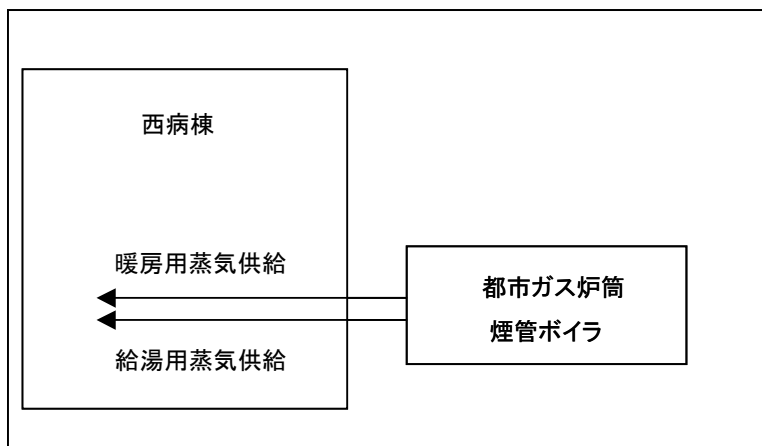 西病棟
暖房用蒸気供給
給湯用蒸気供給
都市ガス炉筒
煙管ボイラ